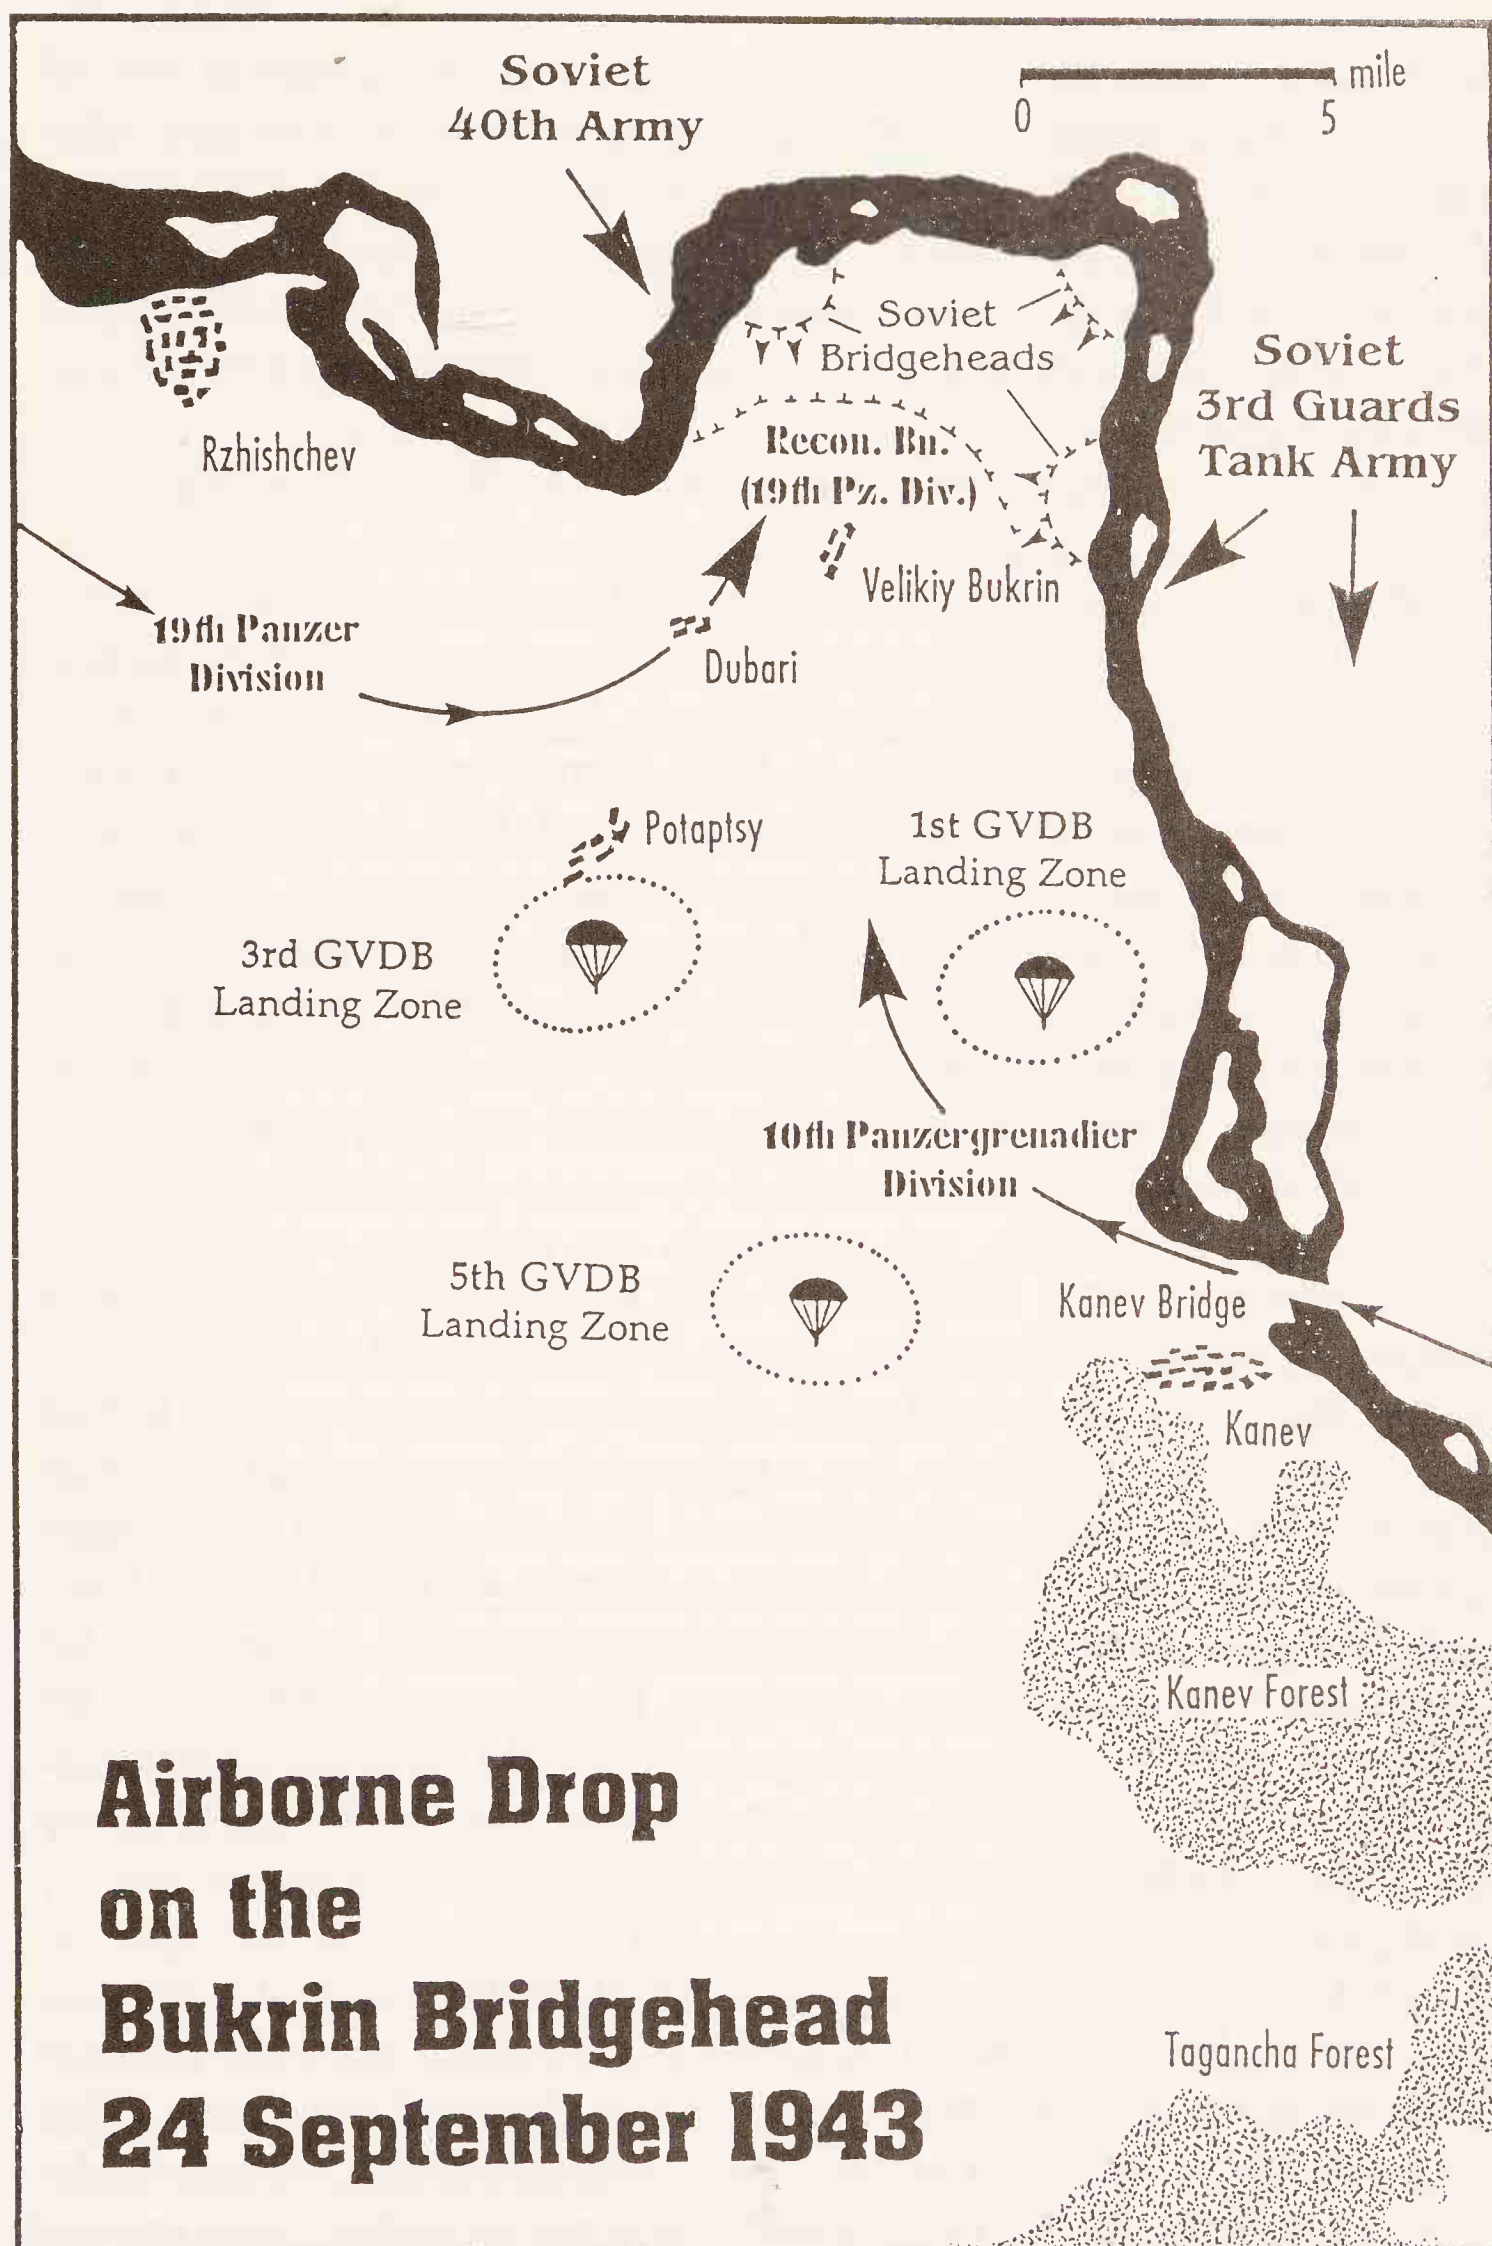 Soviet
40th Army
mile
0
5
Soviet
Bridgeheads
Soviet
3rd Guards
Tank Army
Rzhishchev
Recon. Bn.
(19th Pz. Div.)
Velikiy Bukrin
19th Panzer
Division
Dubari
Potaptsy
1st GVDB
Landing Zone
3rd GVDB
Landing Zone
10th Panzergrenadier
Division
5th GVDB
Landing Zone
Kanev Bridge
Kanev
Kanev Forest
Airborne Drop
on the
Bukrin Bridgehead
24 September 1943
Tagancha Forest